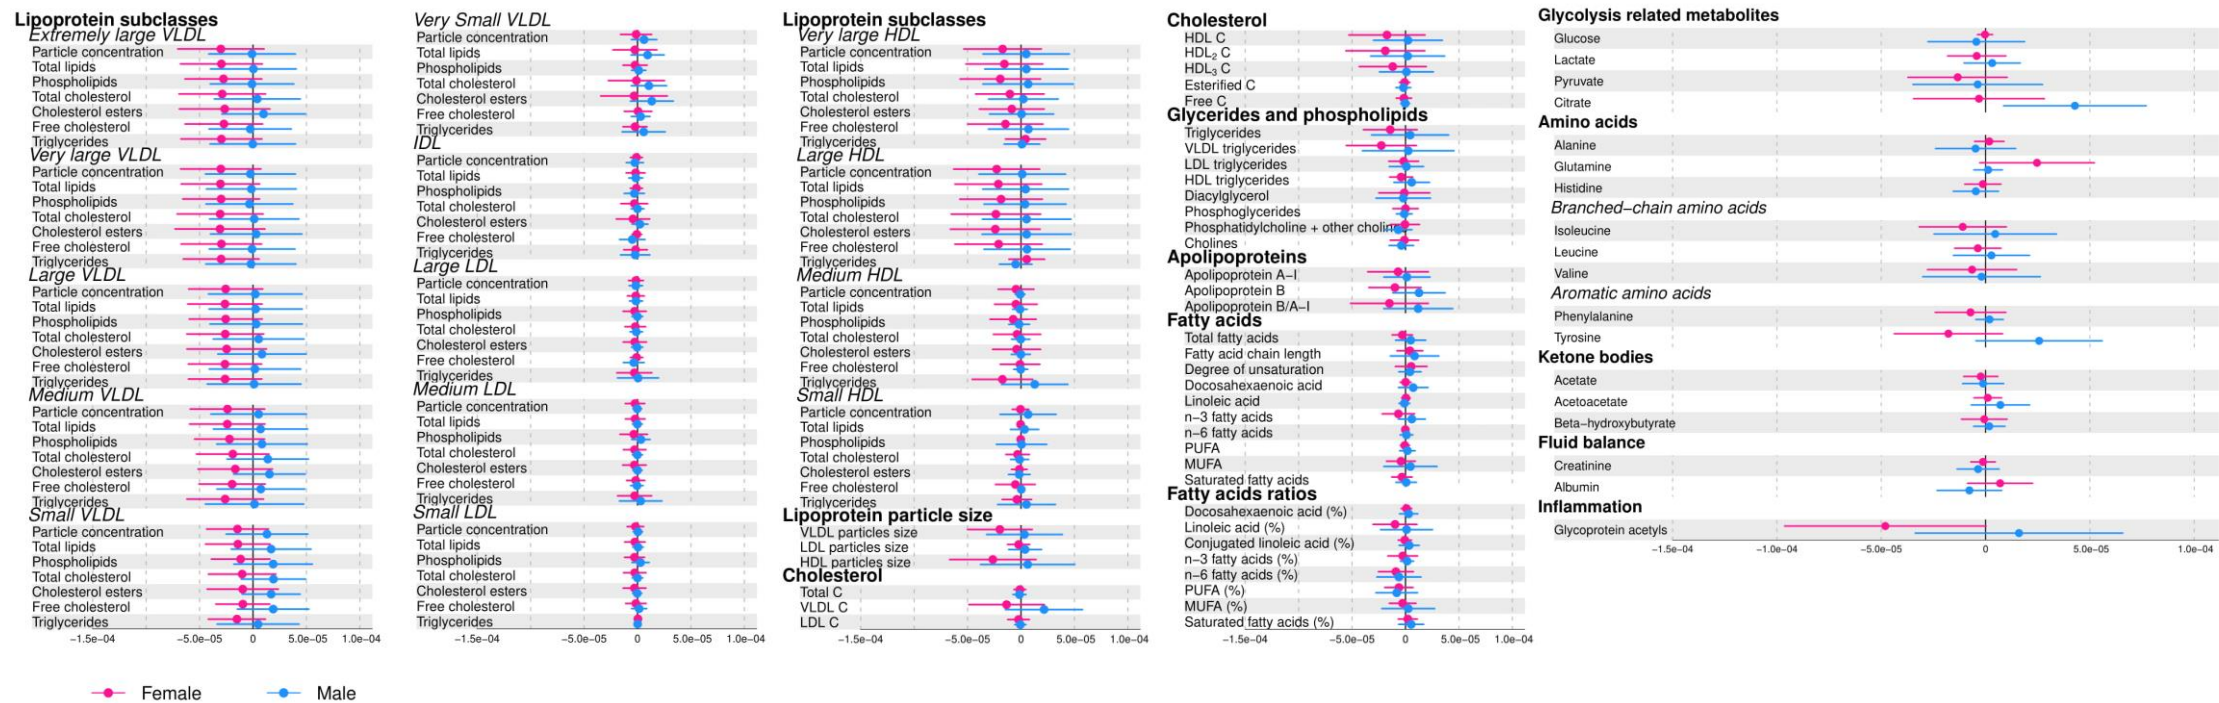 Lipoprotein subclasses
Extremely large VLDL
Particle concentration
Total lipids
Phospholipids
Total cholesterol
Cholesterol esters
Free cholesterol
Triglycerides
Very large VLDL
Particle concentration
Total lipids
Phospholipids
Total cholesterol
Cholesterol esters
Free cholesterol
Triglycerides
Large VLDL
Particle concentration
Total lipids
Phospholipids
Total cholesterol
Cholesterol esters
Free cholesterol
Triglycerides
Medium VLDL
Particle concentration
Total lipids
Phospholipids
Total cholesterol
Cholesterol esters
Free cholesterol
Triglycerides
Small VLDL
Particle concentration
Total lipids
Phospholipids
Total cholesterol
Cholesterol esters
Free cholesterol
Triglycerides
−1.5e−04 −5.0e−05 0 5.0e−05 1.0e−04
Very Small VLDL
Particle concentration
Total lipids
Phospholipids
Total cholesterol
Cholesterol esters
Free cholesterol
Triglycerides
IDL
Particle concentration
Total lipids
Phospholipids
Total cholesterol
Cholesterol esters
Free cholesterol
Triglycerides
Large LDL
Particle concentration
Total lipids
Phospholipids
Total cholesterol
Cholesterol esters
Free cholesterol
Triglycerides
Medium LDL
Particle concentration
Total lipids
Phospholipids
Total cholesterol
Cholesterol esters
Free cholesterol
Triglycerides
Small LDL
Particle concentration
Total lipids
Phospholipids
Total cholesterol
Cholesterol esters
Free cholesterol
Triglycerides
−1.5e−04 −5.0e−05 0 5.0e−05 1.0e−04
Lipoprotein subclasses
Very large HDL
Particle concentration
Total lipids
Phospholipids
Total cholesterol
Cholesterol esters
Free cholesterol
Triglycerides
Large HDL
Particle concentration
Total lipids
Phospholipids
Total cholesterol
Cholesterol esters
Free cholesterol
Triglycerides
Medium HDL
Particle concentration
Total lipids
Phospholipids
Total cholesterol
Cholesterol esters
Free cholesterol
Triglycerides
Small HDL
Particle concentration
Total lipids
Phospholipids
Total cholesterol
Cholesterol esters
Free cholesterol
Triglycerides
Lipoprotein particle size
VLDL particles size
LDL particles size
HDL particles size
Cholesterol
Total C
VLDL C
LDL C
−1.5e−04 −5.0e−05 0 5.0e−05 1.0e−04
Cholesterol
HDL C
HDL₂ C
HDL₃ C
Esterified C
Free C
Glycerides and phospholipids
Triglycerides
VLDL triglycerides
LDL triglycerides
HDL triglycerides
Diacylglycerol
Phosphoglycerides
Phosphatidylcholine + other cholines
Cholines
Apolipoproteins
Apolipoprotein A−I
Apolipoprotein B
Apolipoprotein B/A−I
Fatty acids
Total fatty acids
Fatty acid chain length
Degree of unsaturation
Docosahexaenoic acid
Linoleic acid
n−3 fatty acids
n−6 fatty acids
PUFA
MUFA
Saturated fatty acids
Fatty acids ratios
Docosahexaenoic acid (%)
Linoleic acid (%)
Conjugated linoleic acid (%)
n−3 fatty acids (%)
n−6 fatty acids (%)
PUFA (%)
MUFA (%)
Saturated fatty acids (%)
−1.5e−04 −5.0e−05 0 5.0e−05 1.0e−04
Glycolysis related metabolites
Glucose
Lactate
Pyruvate
Citrate
Amino acids
Alanine
Glutamine
Histidine
Branched−chain amino acids
Isoleucine
Leucine
Valine
Aromatic amino acids
Phenylalanine
Tyrosine
Ketone bodies
Acetate
Acetoacetate
Beta−hydroxybutyrate
Fluid balance
Creatinine
Albumin
Inflammation
Glycoprotein acetyls
−1.5e−04 −1.0e−04 −5.0e−05 0 5.0e−05 1.0e−04
Female Male